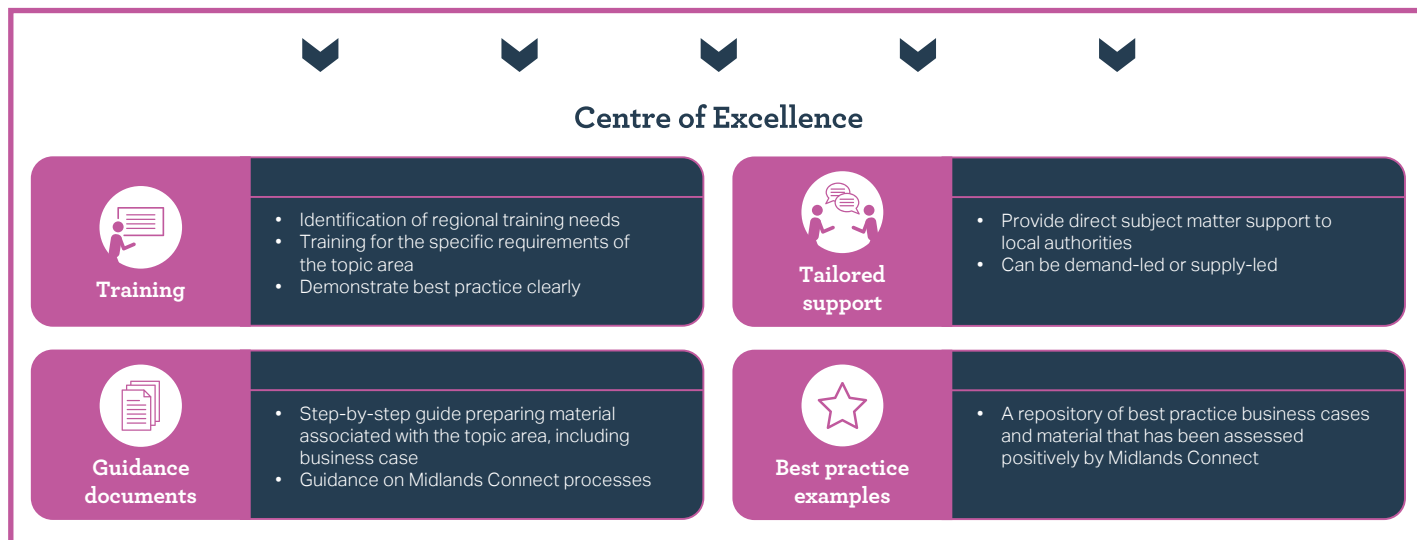 Centre of Excellence
Training
• Identification of regional training needs
• Training for the specific requirements of
the topic area
• Demonstrate best practice clearly
Tailored
support
• Provide direct subject matter support to
local authorities
• Can be demand-led or supply-led
Guidance
documents
• Step-by-step guide preparing material
associated with the topic area, including
business case
• Guidance on Midlands Connect processes
Best practice
examples
• A repository of best practice business cases
and material that has been assessed
positively by Midlands Connect